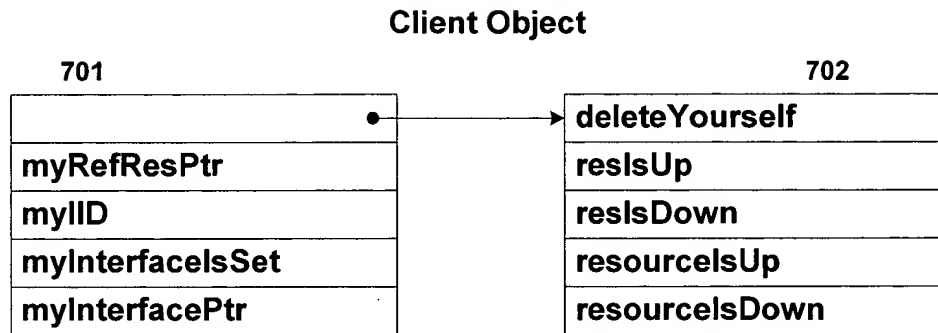 Client Object
701
702
deleteYourself
myRefResPtr
resIsUp
myIID
resIsDown
myInterfaceIsSet
resourceIsUp
myInterfacePtr
resourceIsDown